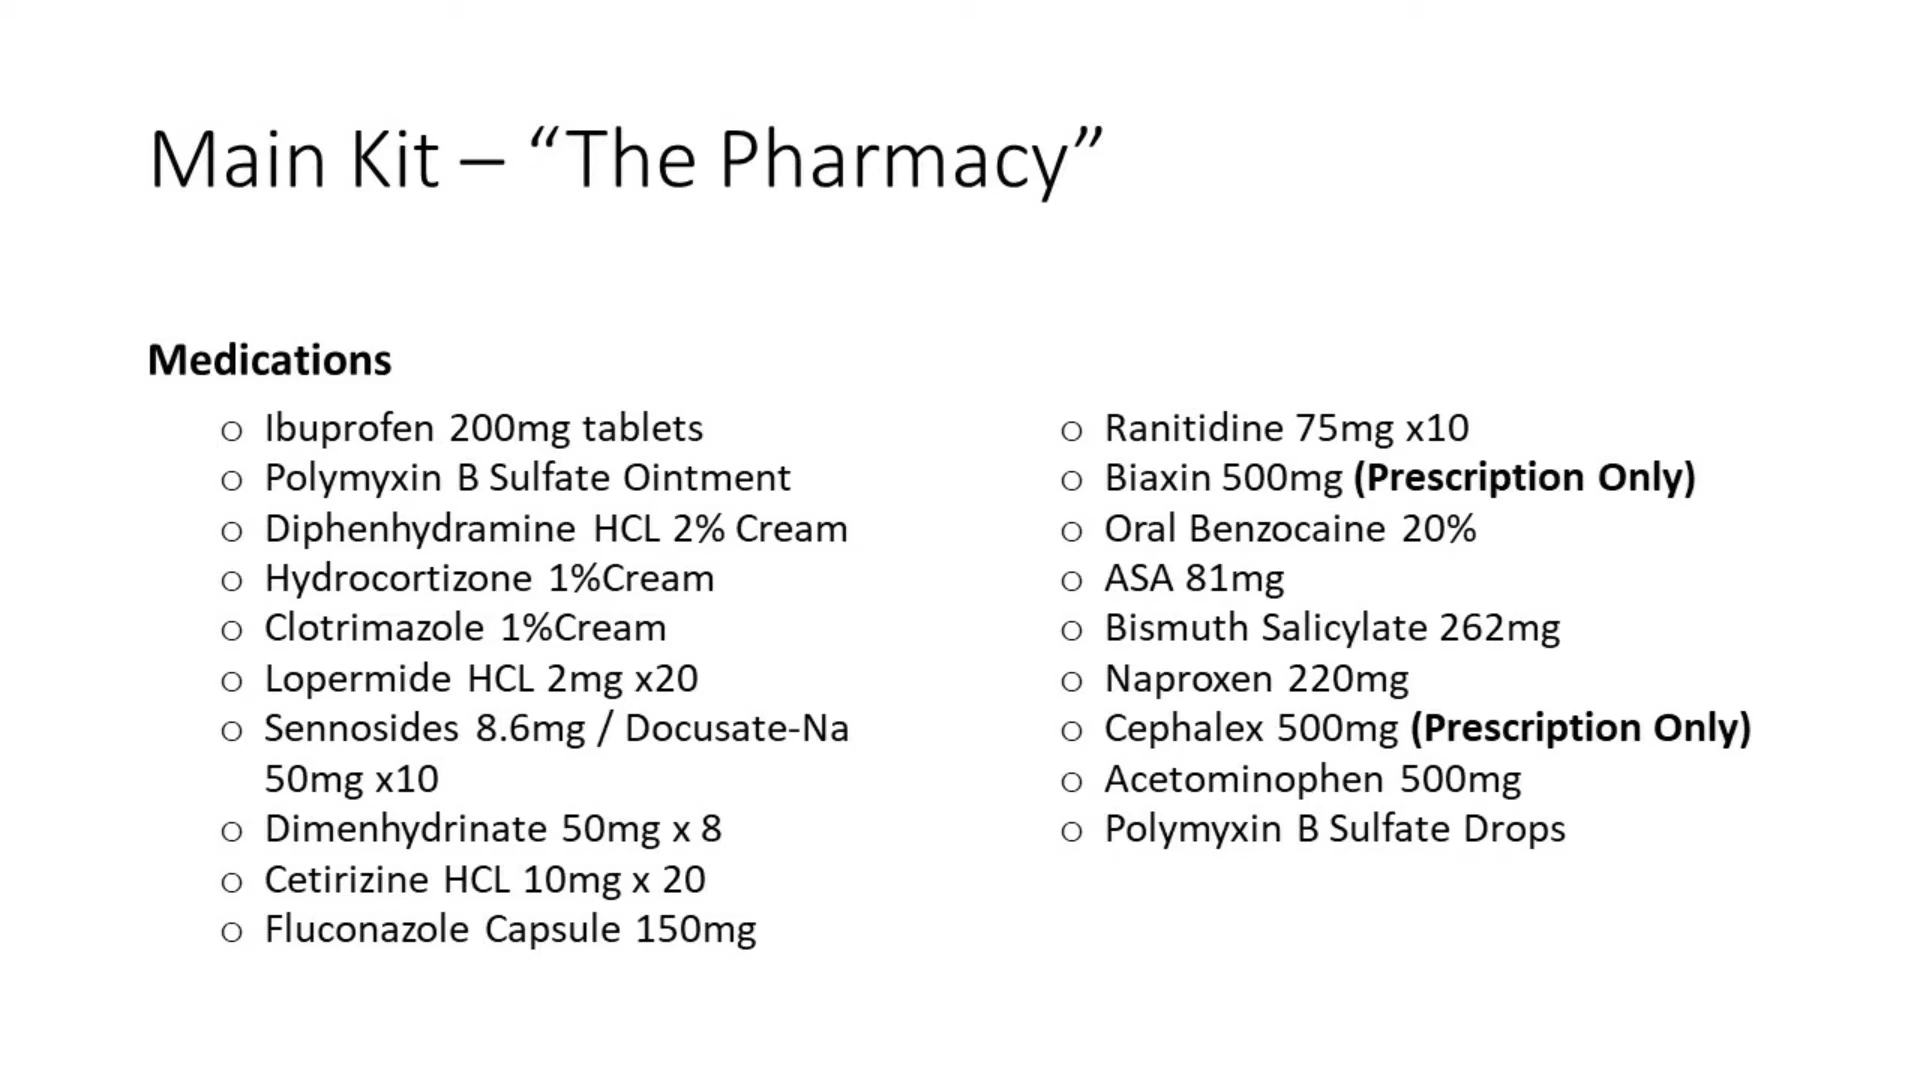 Main Kit – “The Pharmacy”
Medications
○ Ibuprofen 200mg tablets
○ Polymyxin B Sulfate Ointment
○ Diphenhydramine HCL 2% Cream
○ Hydrocortizone 1%Cream
○ Clotrimazole 1%Cream
○ Lopermide HCL 2mg x20
○ Sennosides 8.6mg / Docusate-Na
50mg x10
○ Dimenhydrinate 50mg x 8
○ Cetirizine HCL 10mg x 20
○ Fluconazole Capsule 150mg
○ Ranitidine 75mg x10
○ Biaxin 500mg (Prescription Only)
○ Oral Benzocaine 20%
○ ASA 81mg
○ Bismuth Salicylate 262mg
○ Naproxen 220mg
○ Cephalex 500mg (Prescription Only)
○ Acetominophen 500mg
○ Polymyxin B Sulfate Drops